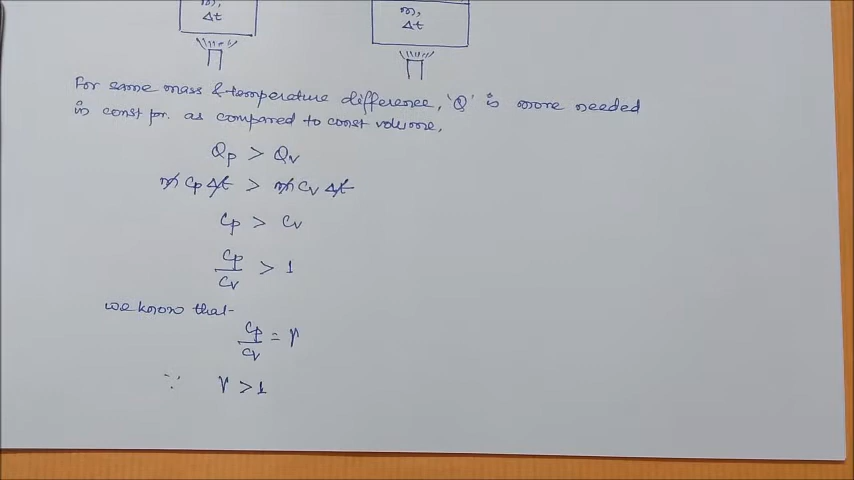 m,
Δt
m,
Δt
For same mass & temperature difference, 'Q' is more needed
in const pr. as compared to const volume,
Qp > Qv
m Cp Δt > m Cv Δt
Cp > Cv
Cp/Cv > 1
we know that-
Cp/Cv = γ
∵ γ > 1